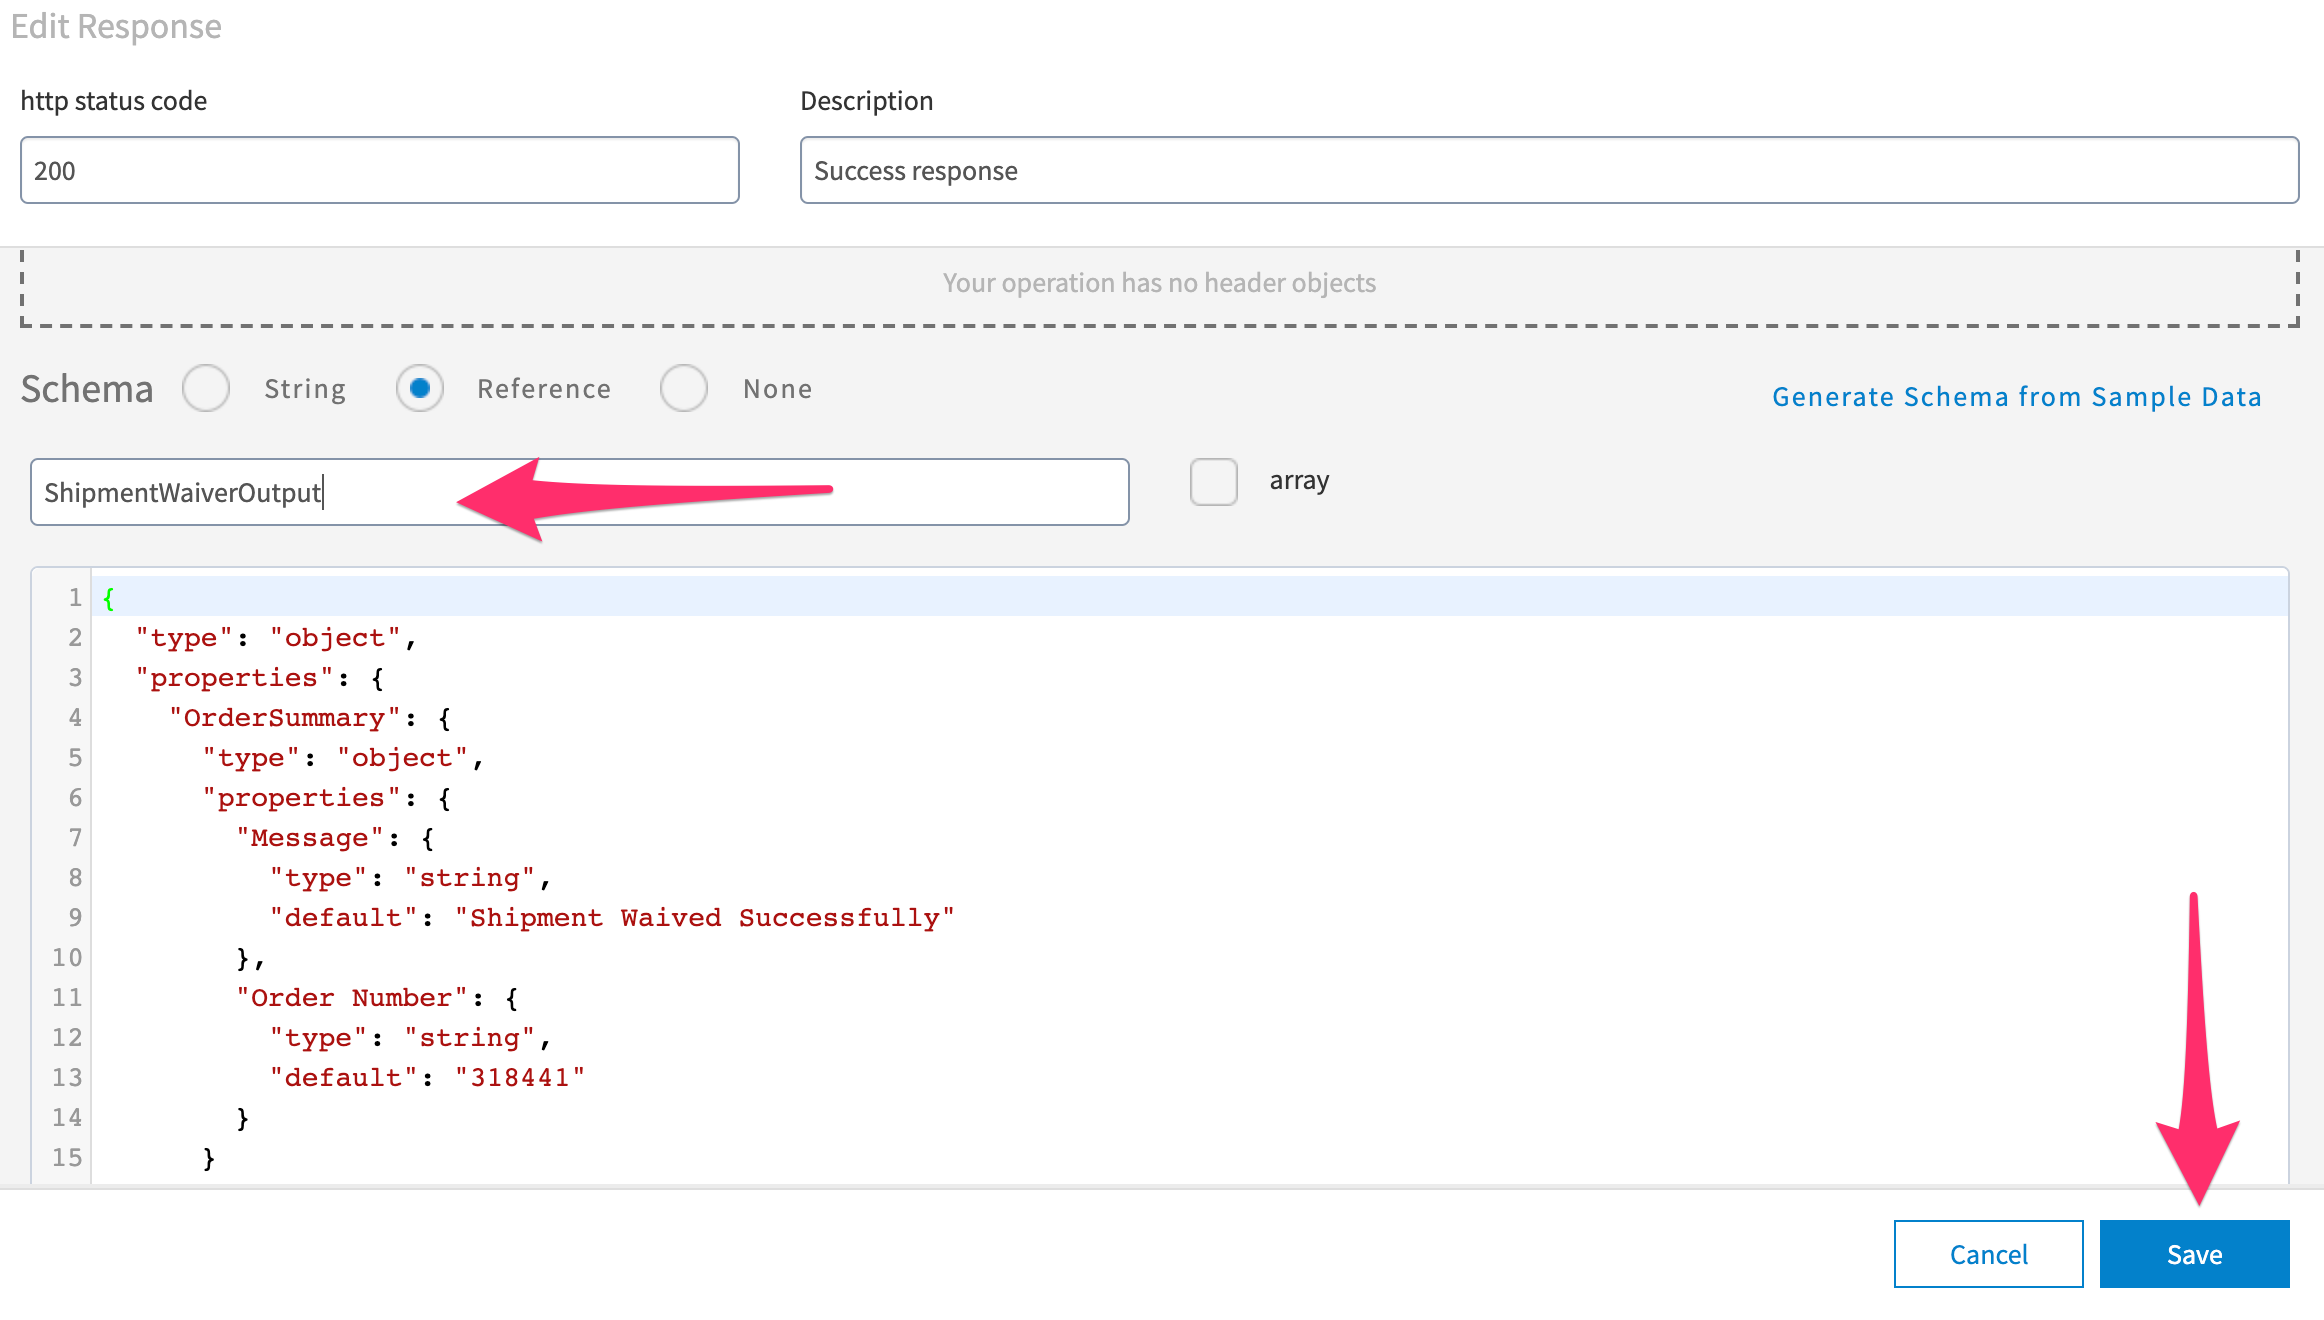 Edit Response
http status code
Description
200
Success response
Your operation has no header objects
Schema String Reference None
Generate Schema from Sample Data
ShipmentWaiverOutput
array
1 {
2 "type": "object",
3 "properties": {
4 "OrderSummary": {
5 "type": "object",
6 "properties": {
7 "Message": {
8 "type": "string",
9 "default": "Shipment Waived Successfully"
10 },
11 "Order Number": {
12 "type": "string",
13 "default": "318441"
14 }
15 }
Cancel
Save